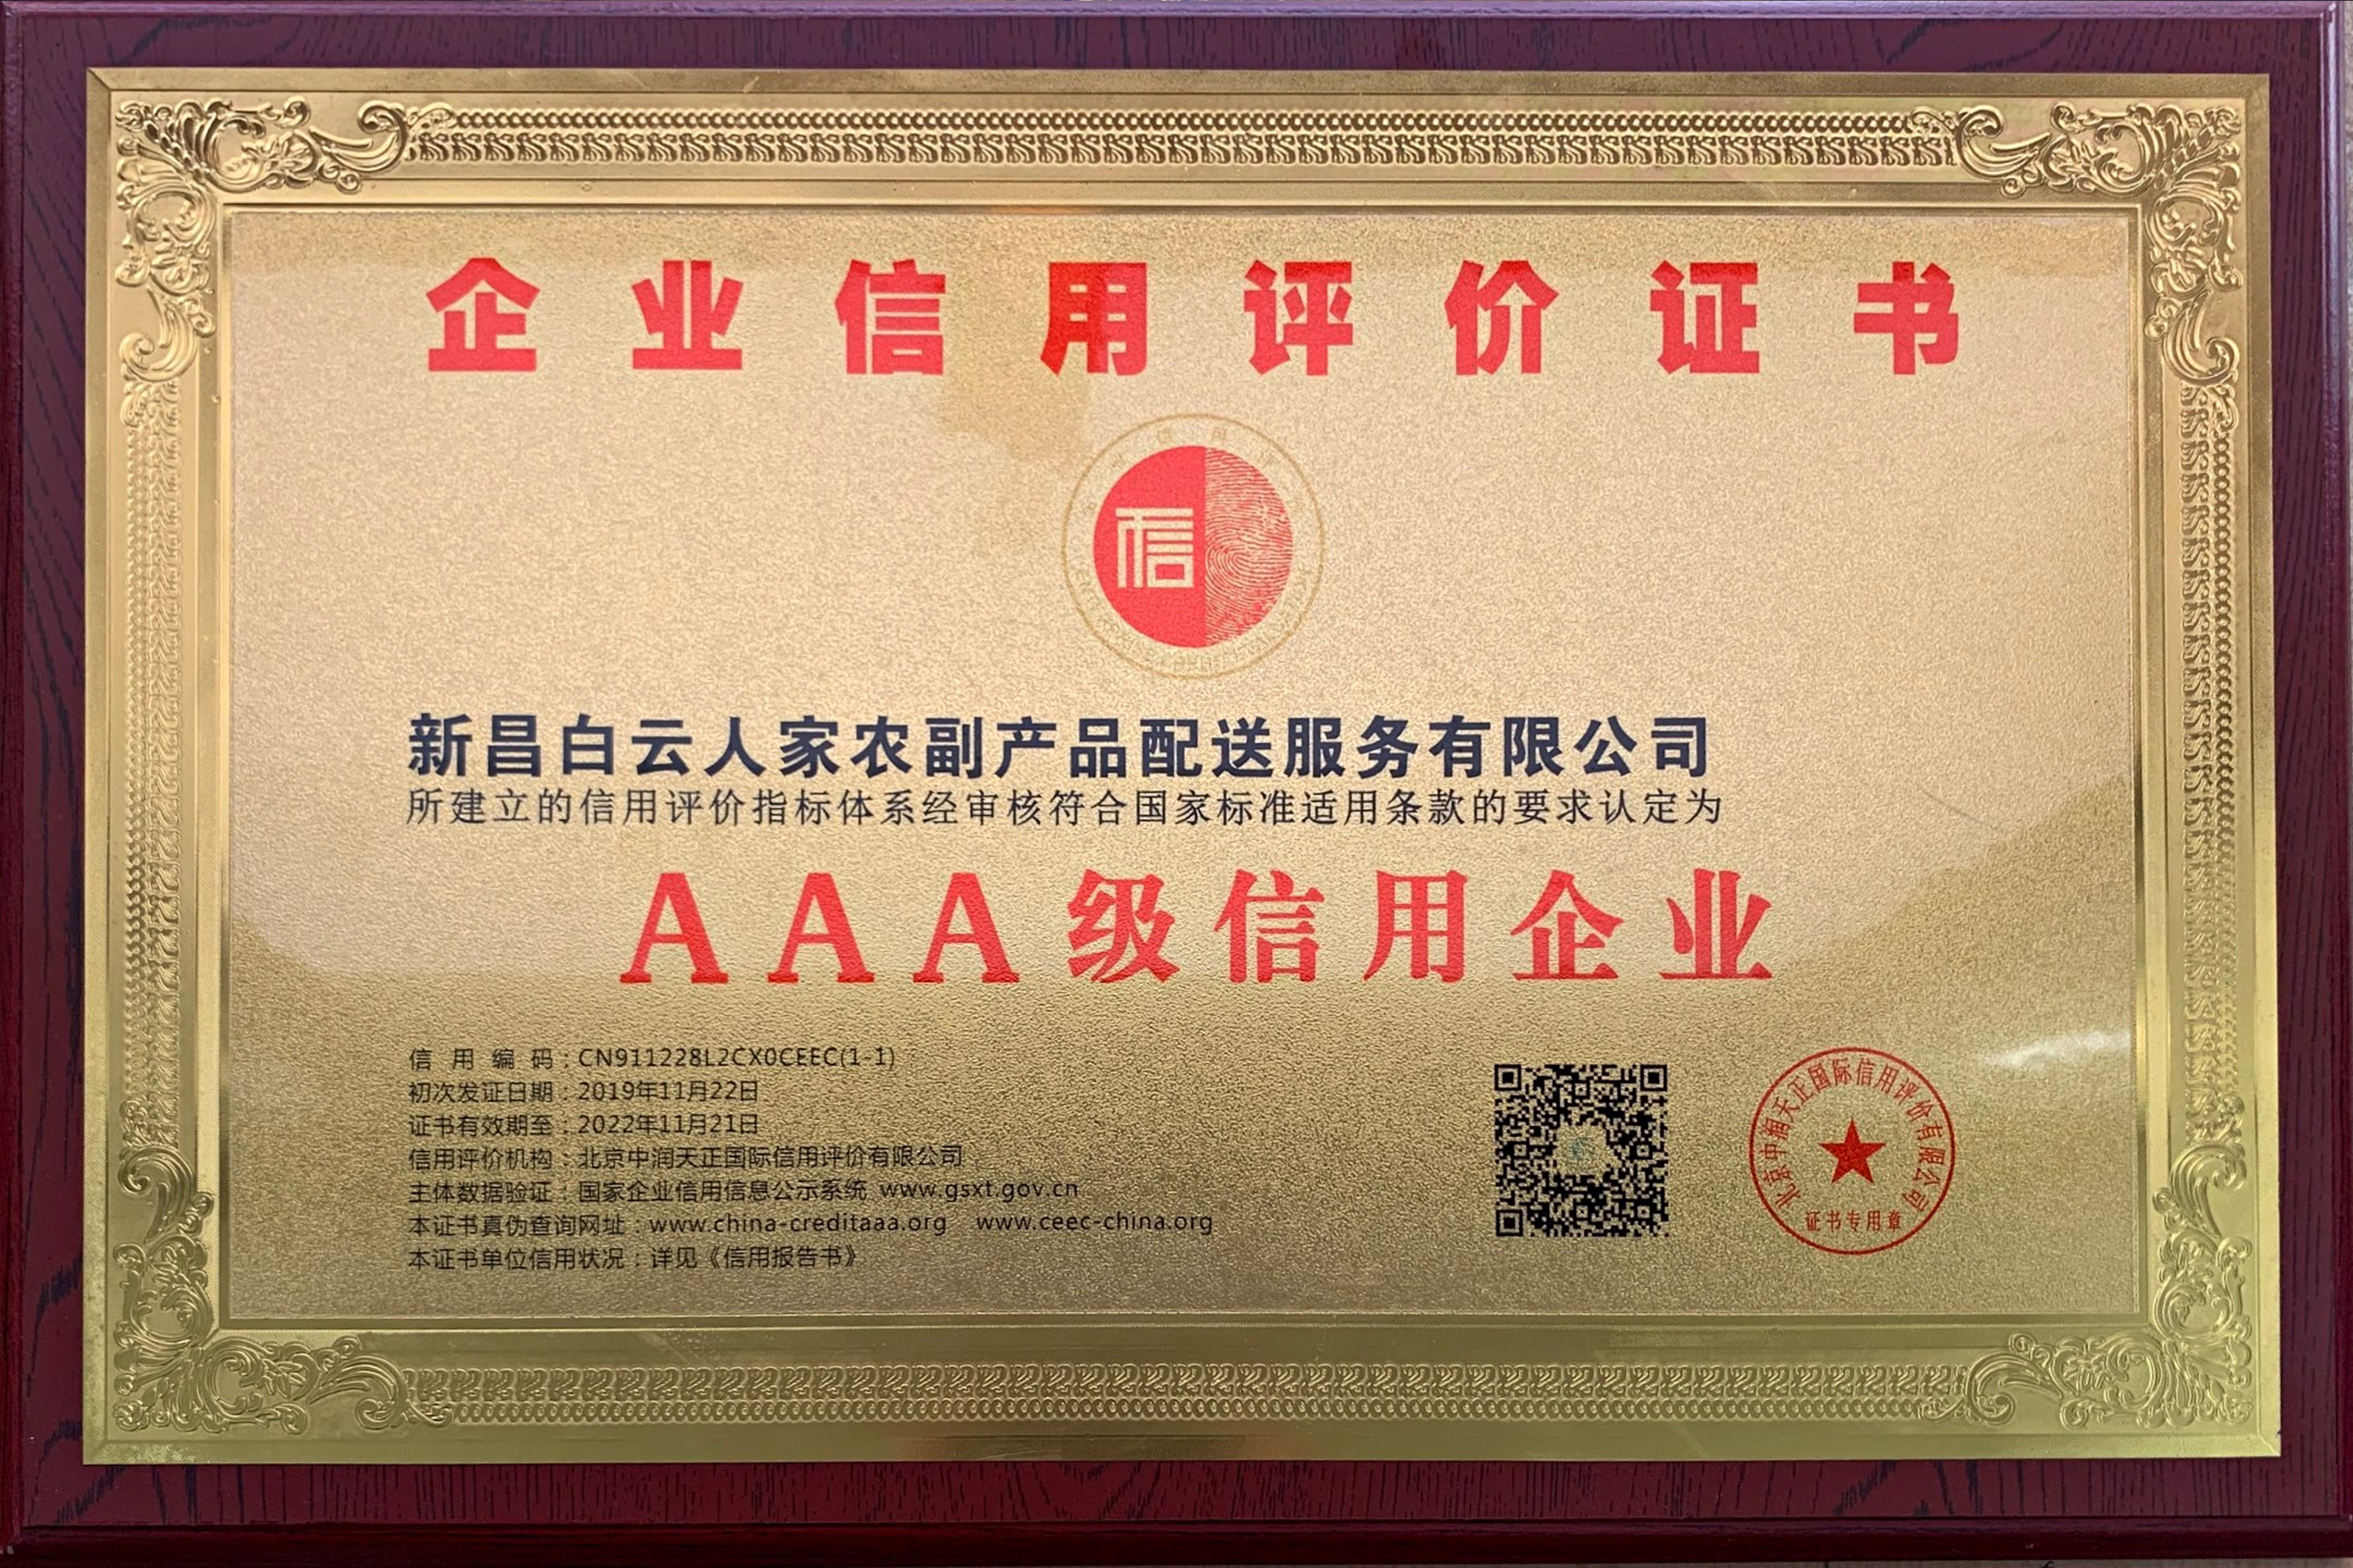 企业信用评价证书
信
新昌白云人家农副产品配送服务有限公司
所建立的信用评价指标体系经审核符合国家标准适用条款的要求认定为
AAA级信用企业
信用编码：CN911228L2CX0CEEC(1-1)
初次发证日期：2019年11月22日
证书有效期至：2022年11月21日
信用评价机构：北京中润天正国际信用评价有限公司
主体数据验证：国家企业信用信息公示系统 www.gsxt.gov.cn
本证书真伪查询网址：www.china-creditaaa.org www.ceec-china.org
本证书单位信用状况：详见《信用报告书》
北京中润天正国际信用评价有限公司
证书专用章